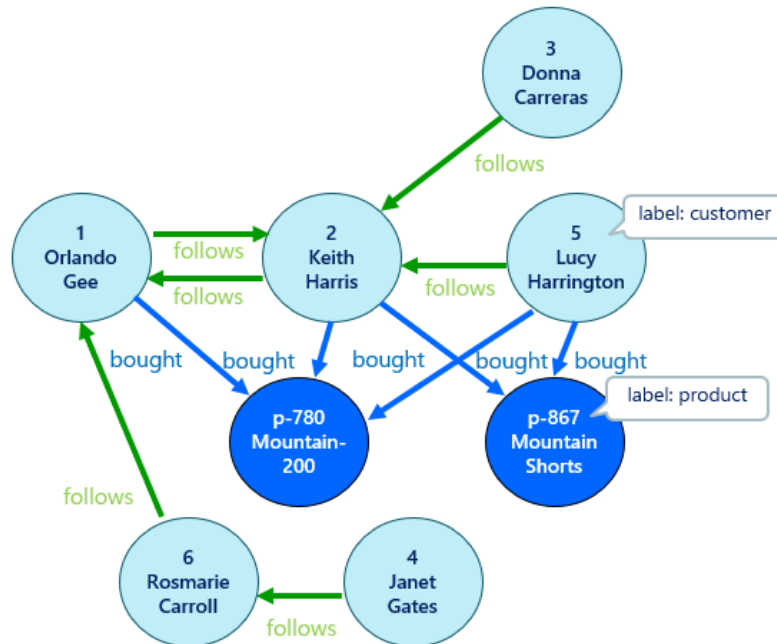 3
Donna
Carreras
follows
label: customer
1
Orlando
Gee
follows
follows
2
Keith
Harris
follows
5
Lucy
Harrington
bought
bought
bought
bought
bought
label: product
p-780
Mountain-
200
p-867
Mountain
Shorts
follows
6
Rosmarie
Carroll
4
Janet
Gates
follows